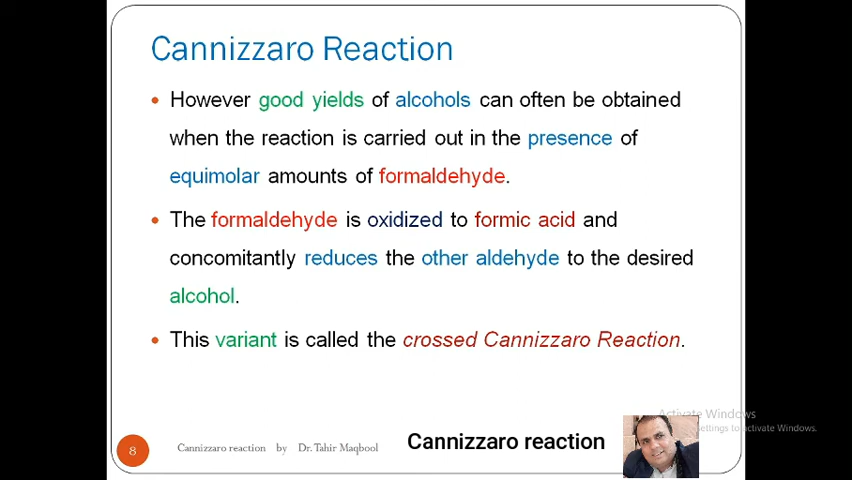 Cannizzaro Reaction
• However good yields of alcohols can often be obtained
when the reaction is carried out in the presence of
equimolar amounts of formaldehyde.
• The formaldehyde is oxidized to formic acid and
concomitantly reduces the other aldehyde to the desired
alcohol.
• This variant is called the crossed Cannizzaro Reaction.
Activate Windows
settings to activate Windows.
8
Cannizzaro reaction by Dr. Tahir Maqbool
Cannizzaro reaction